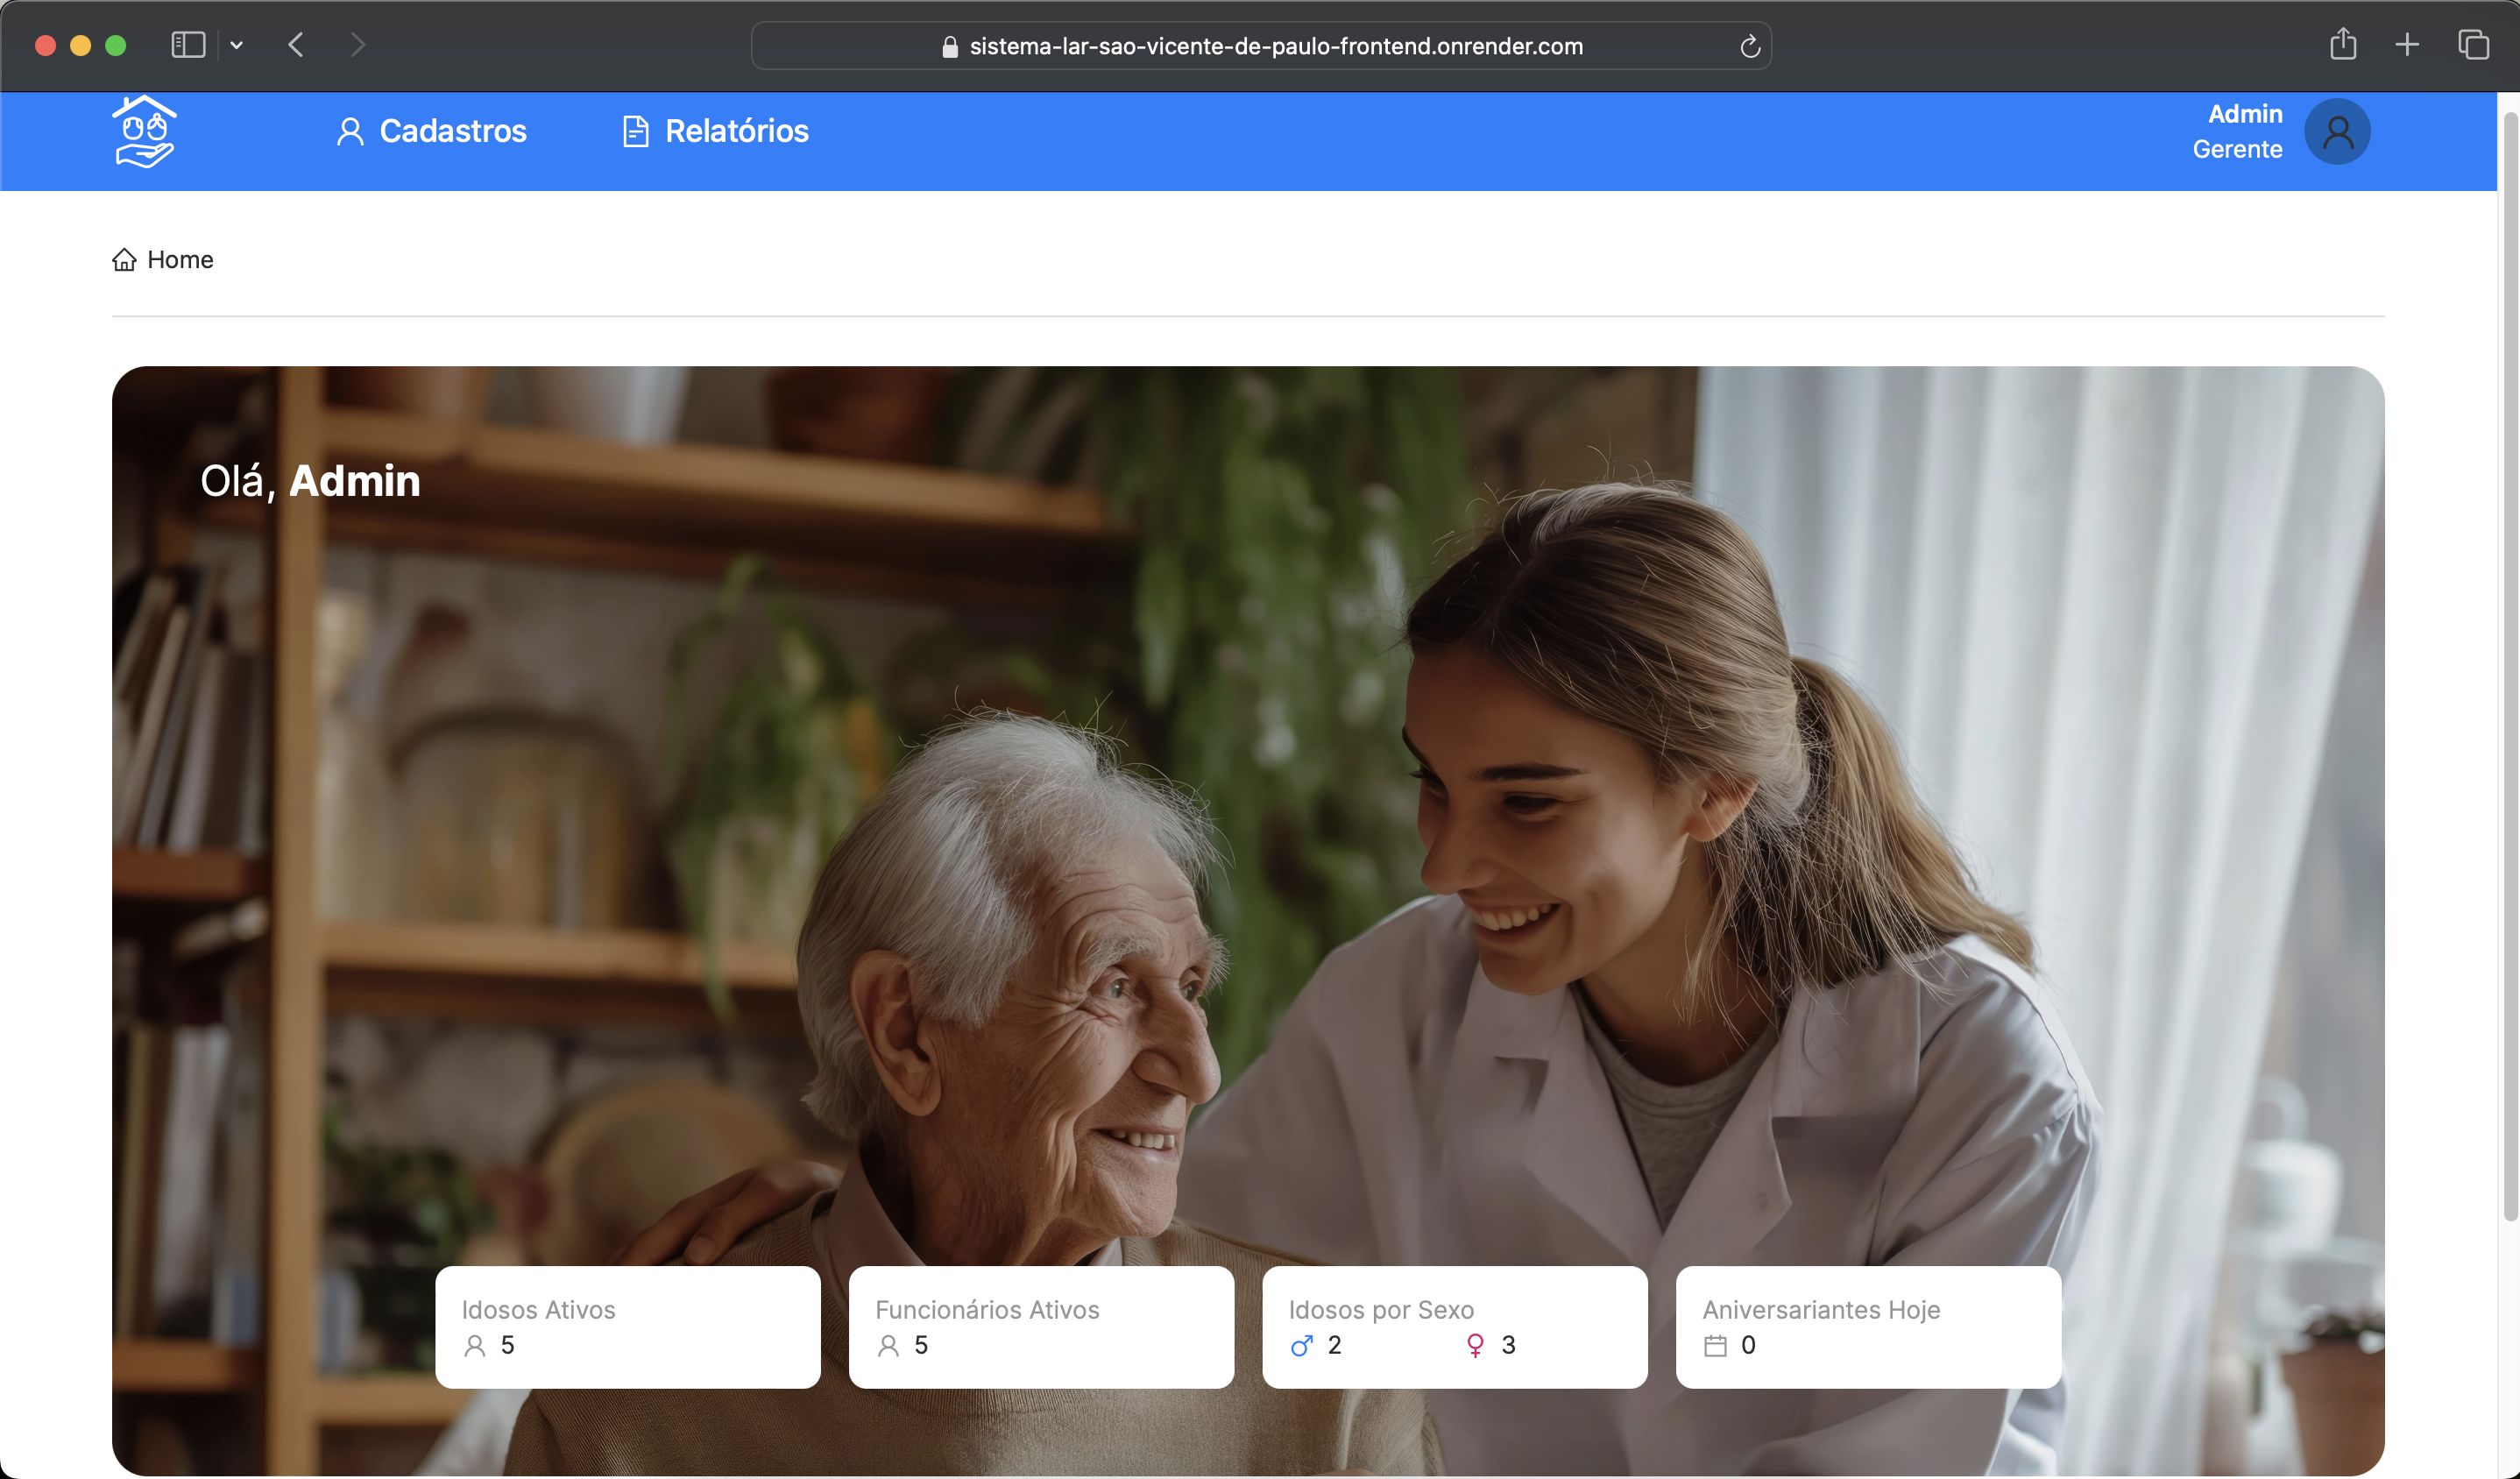 sistema-lar-sao-vicente-de-paulo-frontend.onrender.com
Cadastros
Relatórios
Admin
Gerente
Home
Olá, Admin
Idosos Ativos
5
Funcionários Ativos
5
Idosos por Sexo
2 3
Aniversariantes Hoje
0